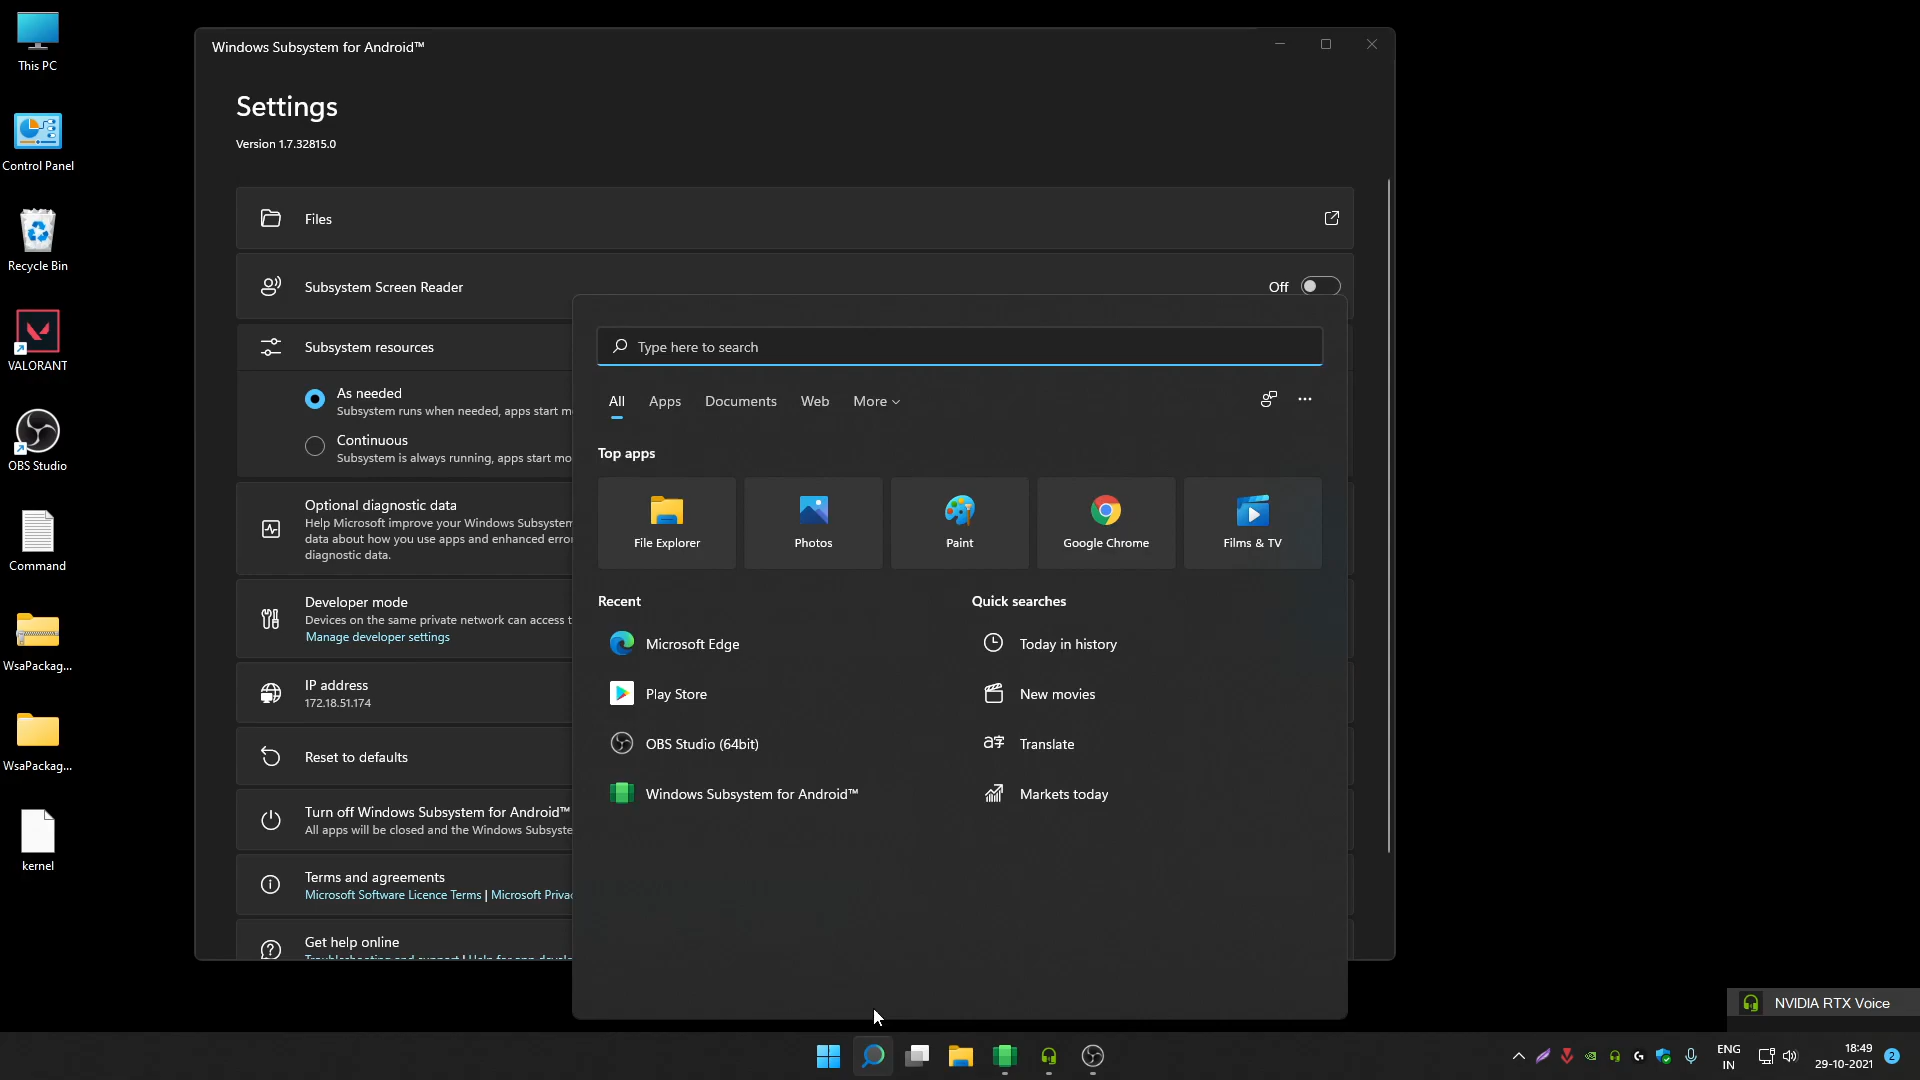 This PC
Control Panel
Recycle Bin
VALORANT
OBS Studio
Command
WsaPackag...
WsaPackag...
kernel
Windows Subsystem for Android™
Settings
Version 1.7.32815.0
Files
Subsystem Screen Reader
Off
Subsystem resources
As needed
Subsystem runs when needed, apps start m
Continuous
Subsystem is always running, apps start mo
Optional diagnostic data
Help Microsoft improve your Windows Subsystem
data about how you use apps and enhanced error
diagnostic data.
Developer mode
Devices on the same private network can access t
Manage developer settings
IP address
172.18.51.174
Reset to defaults
Turn off Windows Subsystem for Android™
All apps will be closed and the Windows Subsyste
Terms and agreements
Microsoft Software Licence Terms | Microsoft Privac
Get help online
Type here to search
All Apps Documents Web More
Top apps
File Explorer
Photos
Paint
Google Chrome
Films & TV
Recent
Microsoft Edge
Play Store
OBS Studio (64bit)
Windows Subsystem for Android™
Quick searches
Today in history
New movies
Translate
Markets today
NVIDIA RTX Voice
ENG
IN
18:49
29-10-2021
2